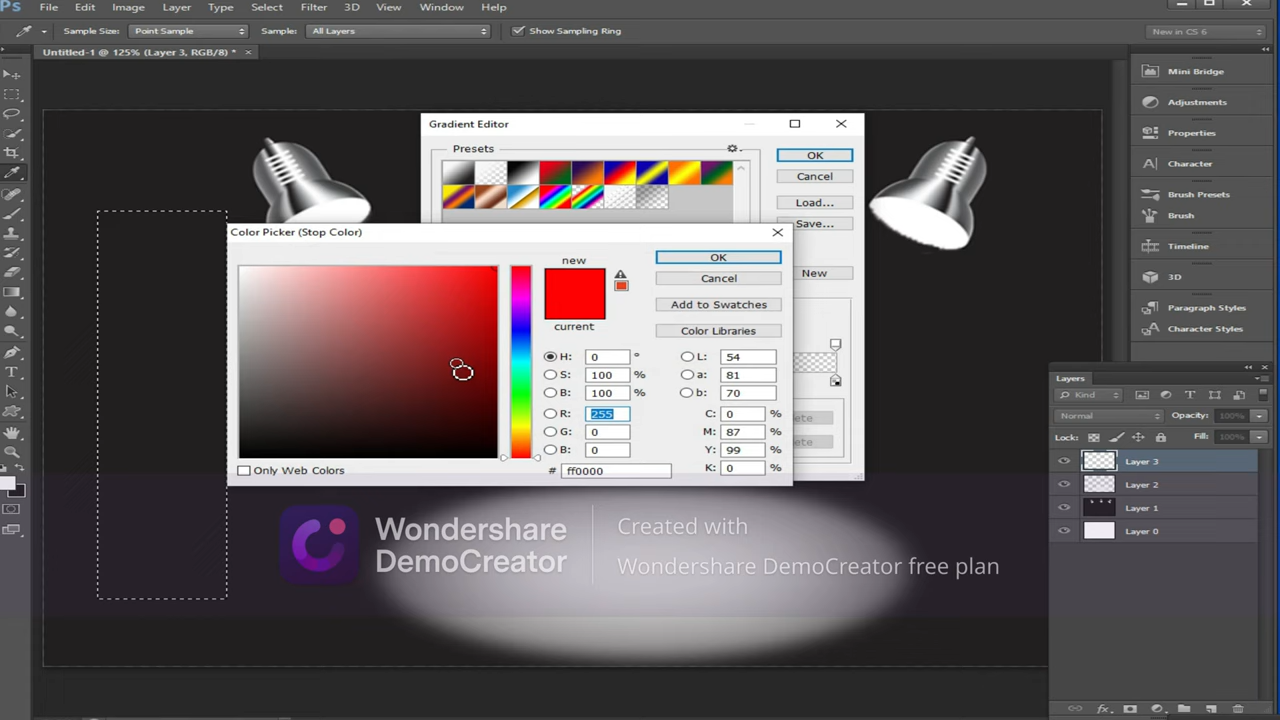 Ps File Edit Image Layer Type Select Filter 3D View Window Help
Sample Size: Point Sample Sample: All Layers Show Sampling Ring New in CS 6
Untitled-1 @ 125% (Layer 3, RGB/8) * ×
Mini Bridge
Adjustments
Properties
Character
Brush Presets
Brush
Timeline
3D
Paragraph Styles
Character Styles
Gradient Editor
Presets
OK
Cancel
Load...
Save...
New
Color Picker (Stop Color)
new
current
OK
Cancel
Add to Swatches
Color Libraries
H: 0 °
S: 100 %
B: 100 %
R: 255
G: 0
B: 0
L: 54
a: 81
b: 70
C: 0 %
M: 87 %
Y: 99 %
K: 0 %
# ff0000
Only Web Colors
Layers
Kind
Normal Opacity: 100%
Lock: Fill: 100%
Layer 3
Layer 2
Layer 1
Layer 0
fx
Wondershare
DemoCreator
Created with
Wondershare DemoCreator free plan